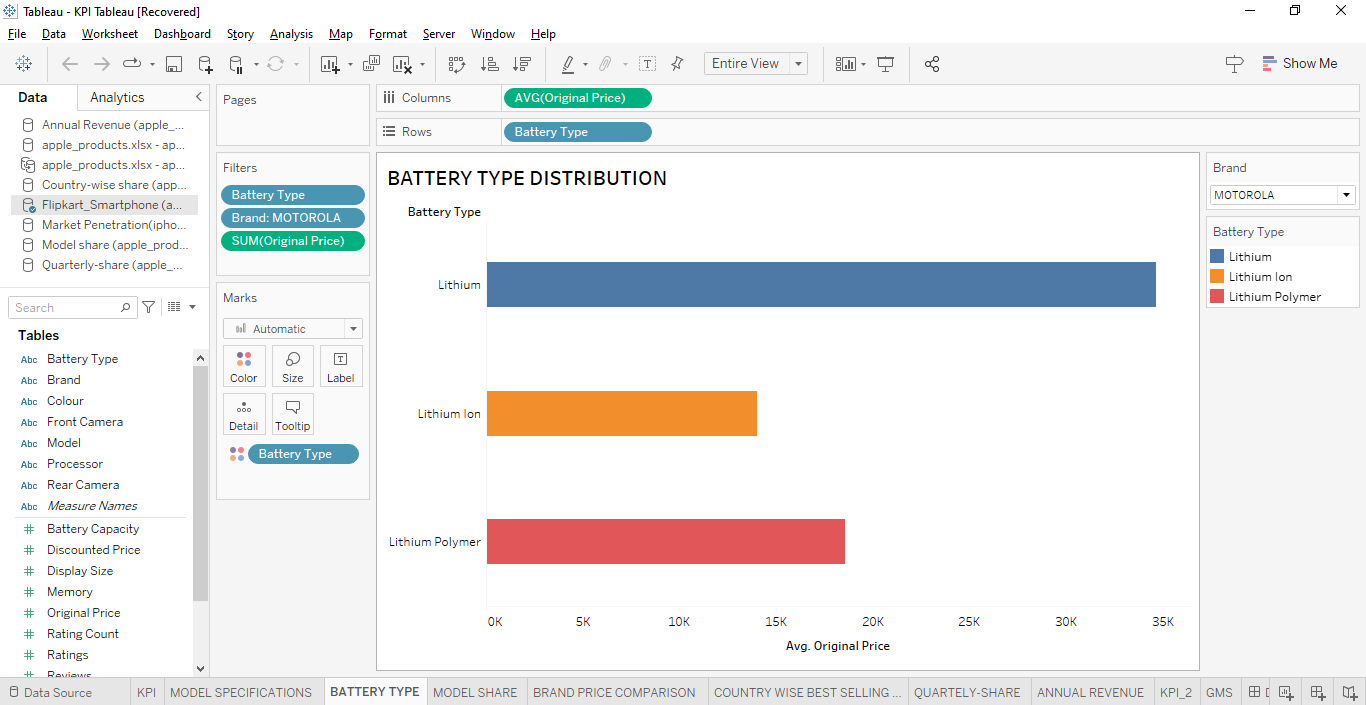 Tableau - KPI Tableau [Recovered]
File Data Worksheet Dashboard Story Analysis Map Format Server Window Help
Entire View
Show Me
Data Analytics
Annual Revenue (apple_...
apple_products.xlsx - ap...
apple_products.xlsx - ap...
Country-wise share (app...
Flipkart_Smartphone (a...
Market Penetration(ipho...
Model share (apple_prod...
Quarterly-share (apple_...
Search
Tables
Abc Battery Type
Abc Brand
Abc Colour
Abc Front Camera
Abc Model
Abc Processor
Abc Rear Camera
Abc Measure Names
# Battery Capacity
# Discounted Price
# Display Size
# Memory
# Original Price
# Rating Count
# Ratings
# Reviews
Pages
Filters
Battery Type
Brand: MOTOROLA
SUM(Original Price)
Marks
Automatic
Color Size Label
Detail Tooltip
Battery Type
Columns AVG(Original Price)
Rows Battery Type
BATTERY TYPE DISTRIBUTION
Battery Type
Lithium
Lithium Ion
Lithium Polymer
0K 5K 10K 15K 20K 25K 30K 35K
Avg. Original Price
Brand
MOTOROLA
Battery Type
Lithium
Lithium Ion
Lithium Polymer
Data Source KPI MODEL SPECIFICATIONS BATTERY TYPE MODEL SHARE BRAND PRICE COMPARISON COUNTRY WISE BEST SELLING ... QUARTELY-SHARE ANNUAL REVENUE KPI_2 GMS